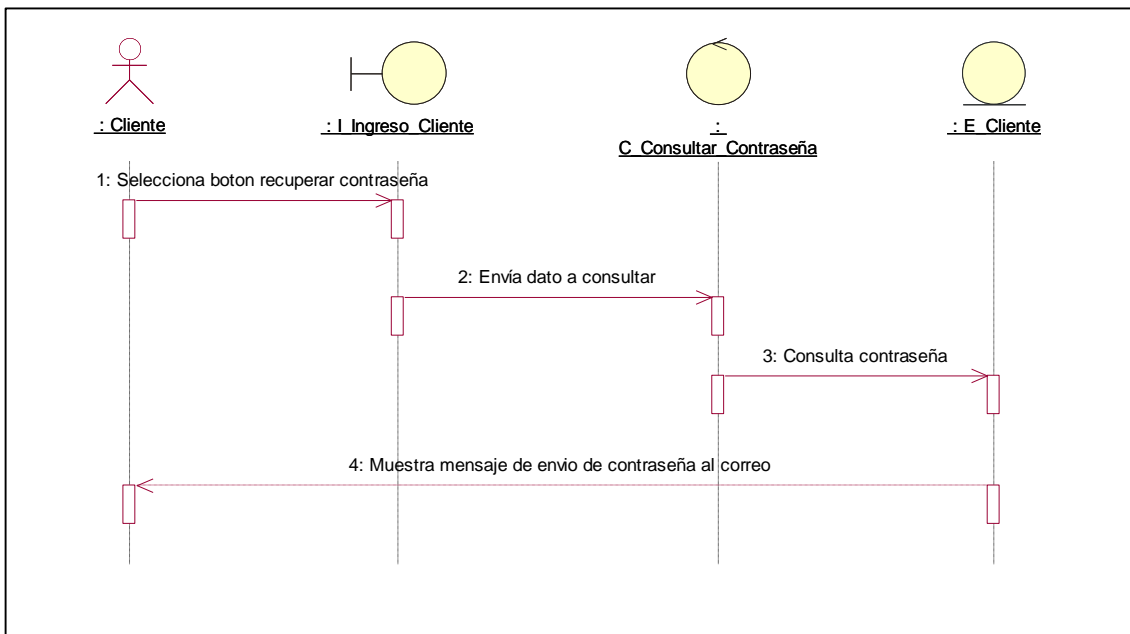 : Cliente
: I_Ingreso_Cliente
:
C_Consultar_Contraseña
: E_Cliente
1: Selecciona boton recuperar contraseña
2: Envía dato a consultar
3: Consulta contraseña
4: Muestra mensaje de envio de contraseña al correo